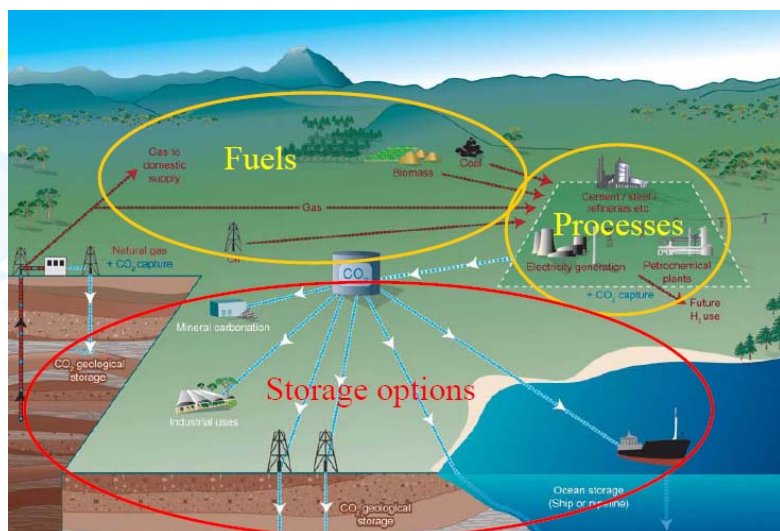 Fuels
Gas to
domestic
supply
Coal
Biomass
Gas
Oil
Cement / steel /
refineries etc
Processes
Electricity generation
Petrochemical
plants
+ CO₂ capture
Future
H₂ use
Natural gas
+ CO₂ capture
CO₂
Mineral carbonation
CO₂ geological
storage
Storage options
Industrial uses
CO₂ geological
storage
Ocean storage
(Ship or pipeline)